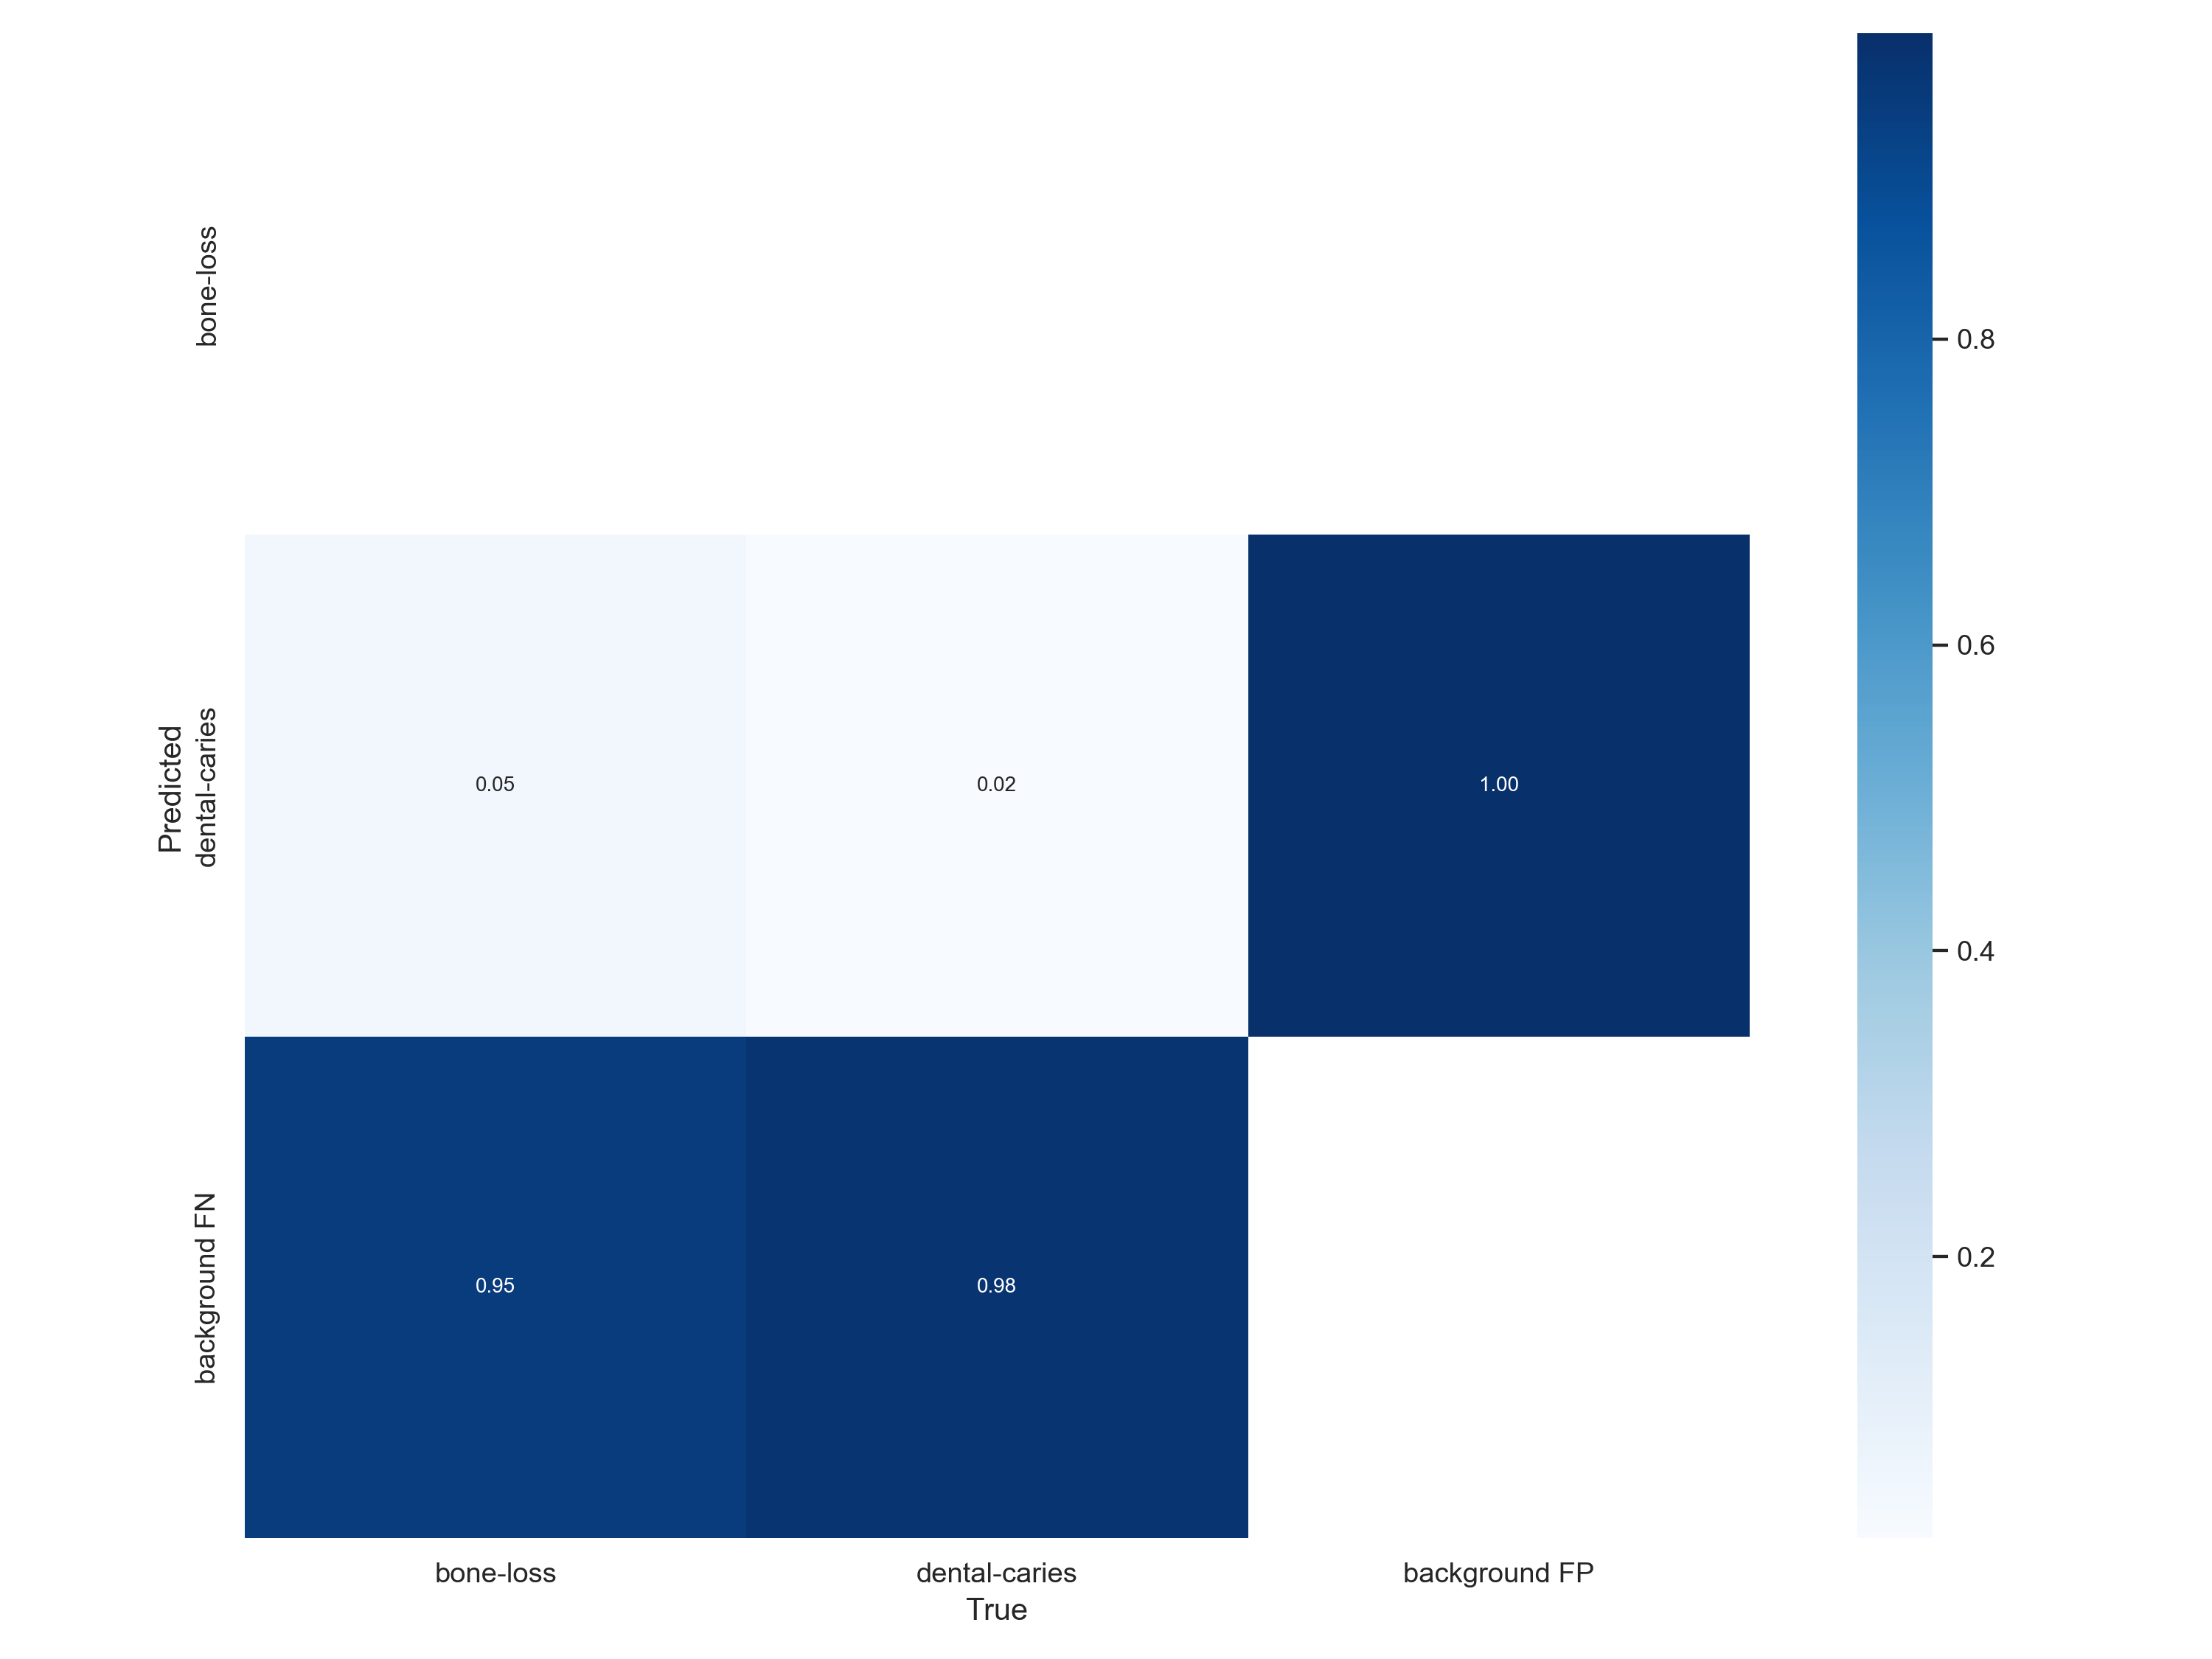 bone-loss
Predicted
dental-caries
background FN
0.05
0.02
1.00
0.95
0.98
bone-loss
dental-caries
background FP
True
0.8
0.6
0.4
0.2